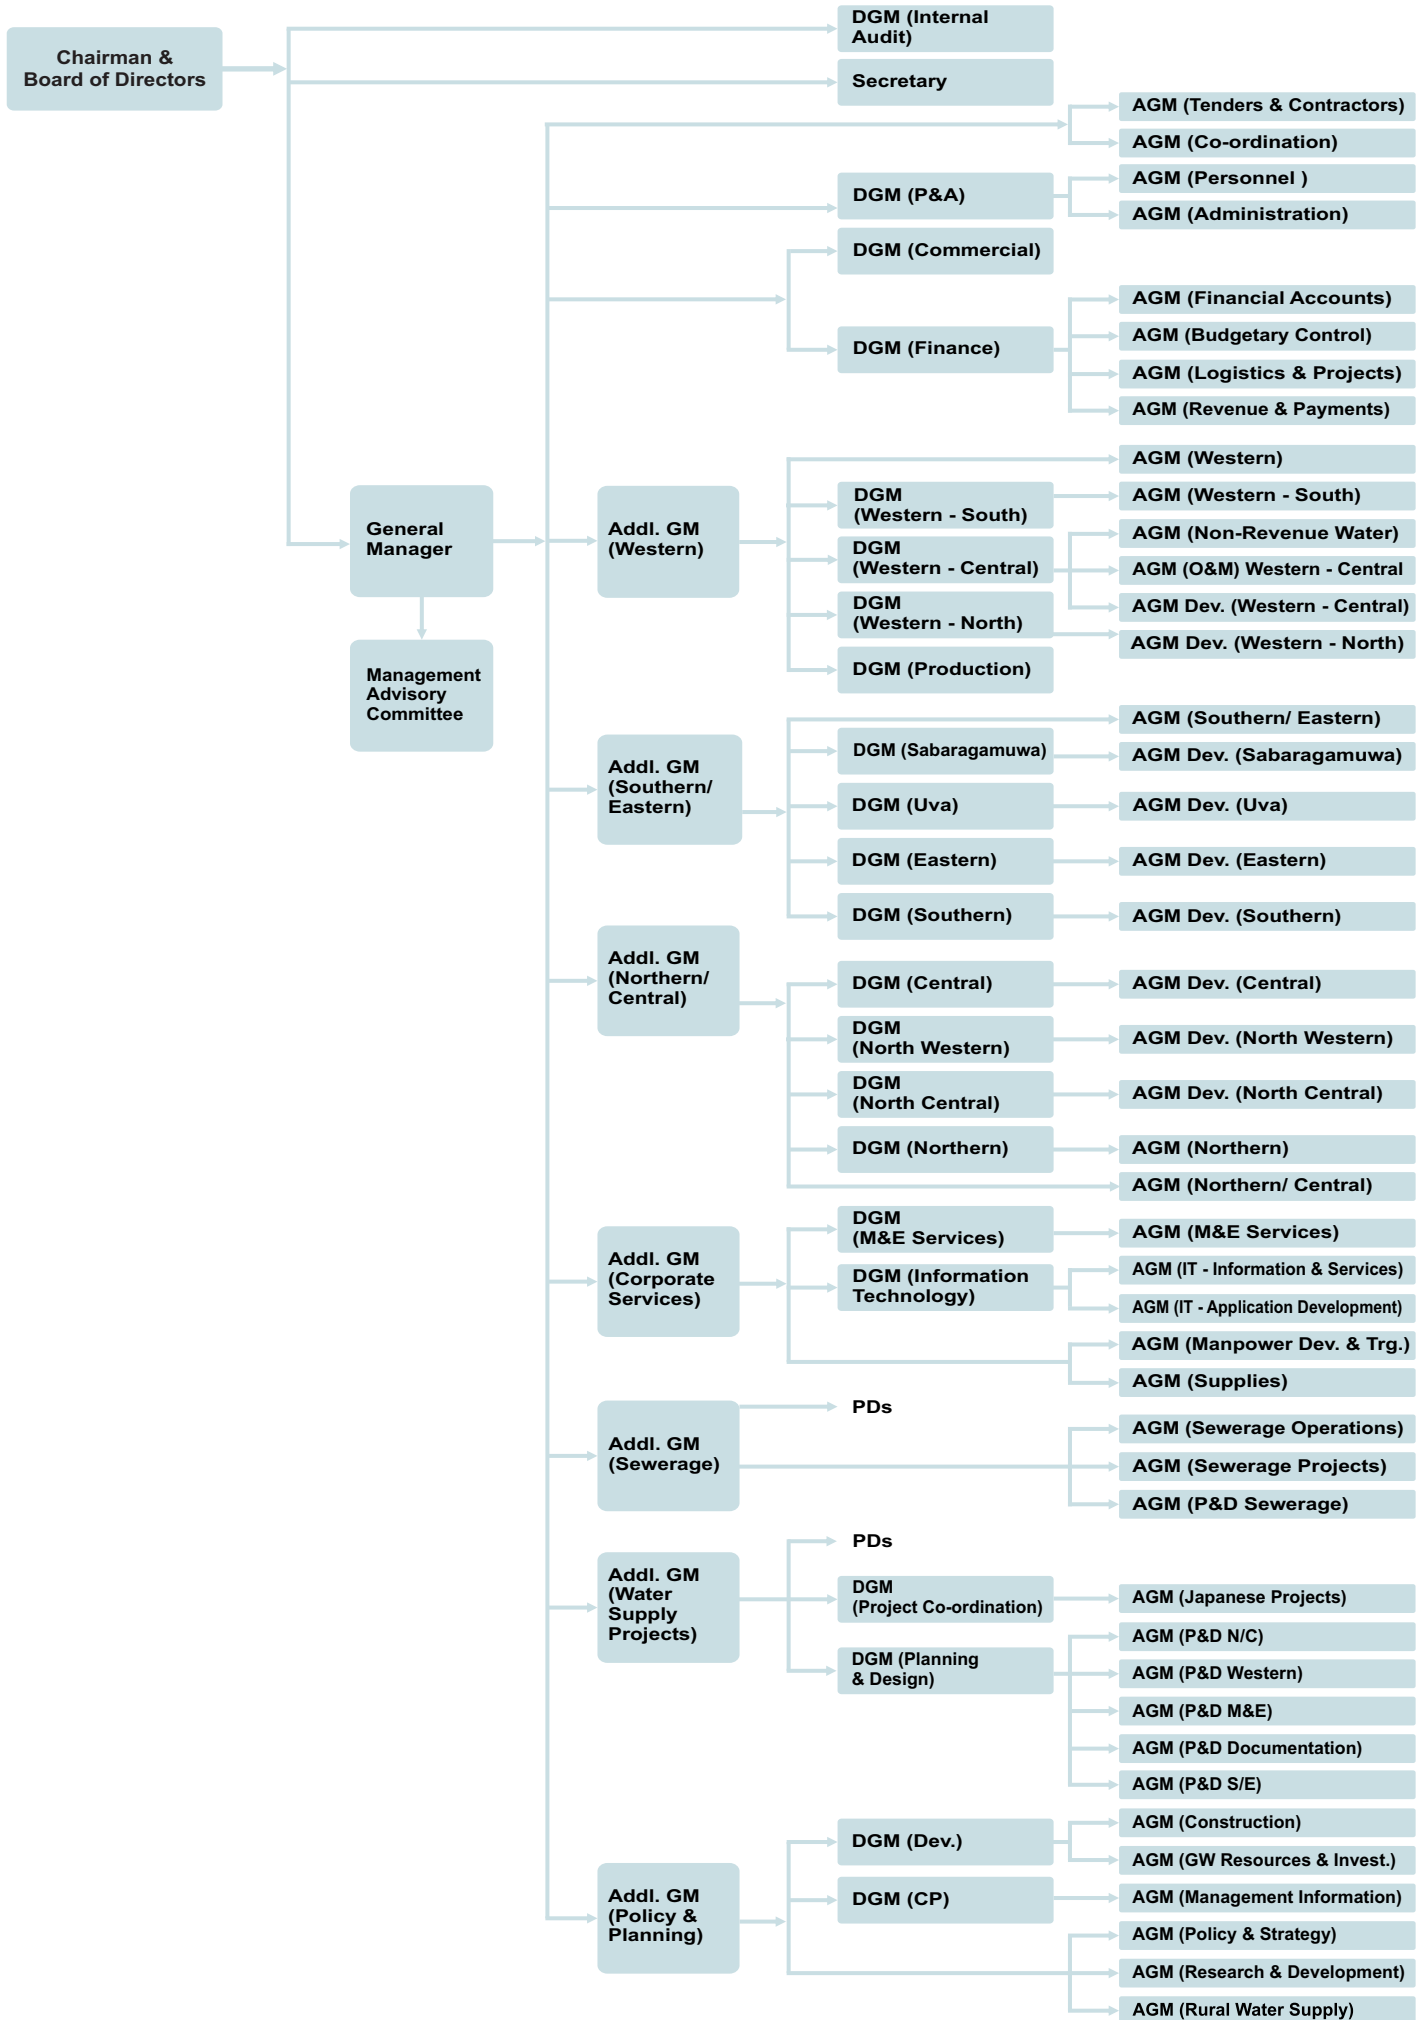 Chairman &
Board of Directors
DGM (Internal
Audit)
Secretary
AGM (Tenders & Contractors)
AGM (Co-ordination)
DGM (P&A)
AGM (Personnel )
AGM (Administration)
DGM (Commercial)
DGM (Finance)
AGM (Financial Accounts)
AGM (Budgetary Control)
AGM (Logistics & Projects)
AGM (Revenue & Payments)
General
Manager
Management
Advisory
Committee
Addl. GM
(Western)
AGM (Western)
DGM
(Western - South)
AGM (Western - South)
DGM
(Western - Central)
AGM (Non-Revenue Water)
AGM (O&M) Western - Central
AGM Dev. (Western - Central)
DGM
(Western - North)
AGM Dev. (Western - North)
DGM (Production)
Addl. GM
(Southern/
Eastern)
AGM (Southern/ Eastern)
DGM (Sabaragamuwa)
AGM Dev. (Sabaragamuwa)
DGM (Uva)
AGM Dev. (Uva)
DGM (Eastern)
AGM Dev. (Eastern)
DGM (Southern)
AGM Dev. (Southern)
Addl. GM
(Northern/
Central)
DGM (Central)
AGM Dev. (Central)
DGM
(North Western)
AGM Dev. (North Western)
DGM
(North Central)
AGM Dev. (North Central)
DGM (Northern)
AGM (Northern)
AGM (Northern/ Central)
Addl. GM
(Corporate
Services)
DGM
(M&E Services)
AGM (M&E Services)
DGM (Information
Technology)
AGM (IT - Information & Services)
AGM (IT - Application Development)
AGM (Manpower Dev. & Trg.)
AGM (Supplies)
Addl. GM
(Sewerage)
PDs
AGM (Sewerage Operations)
AGM (Sewerage Projects)
AGM (P&D Sewerage)
Addl. GM
(Water
Supply
Projects)
PDs
DGM
(Project Co-ordination)
AGM (Japanese Projects)
DGM (Planning
& Design)
AGM (P&D N/C)
AGM (P&D Western)
AGM (P&D M&E)
AGM (P&D Documentation)
AGM (P&D S/E)
Addl. GM
(Policy &
Planning)
DGM (Dev.)
AGM (Construction)
AGM (GW Resources & Invest.)
DGM (CP)
AGM (Management Information)
AGM (Policy & Strategy)
AGM (Research & Development)
AGM (Rural Water Supply)